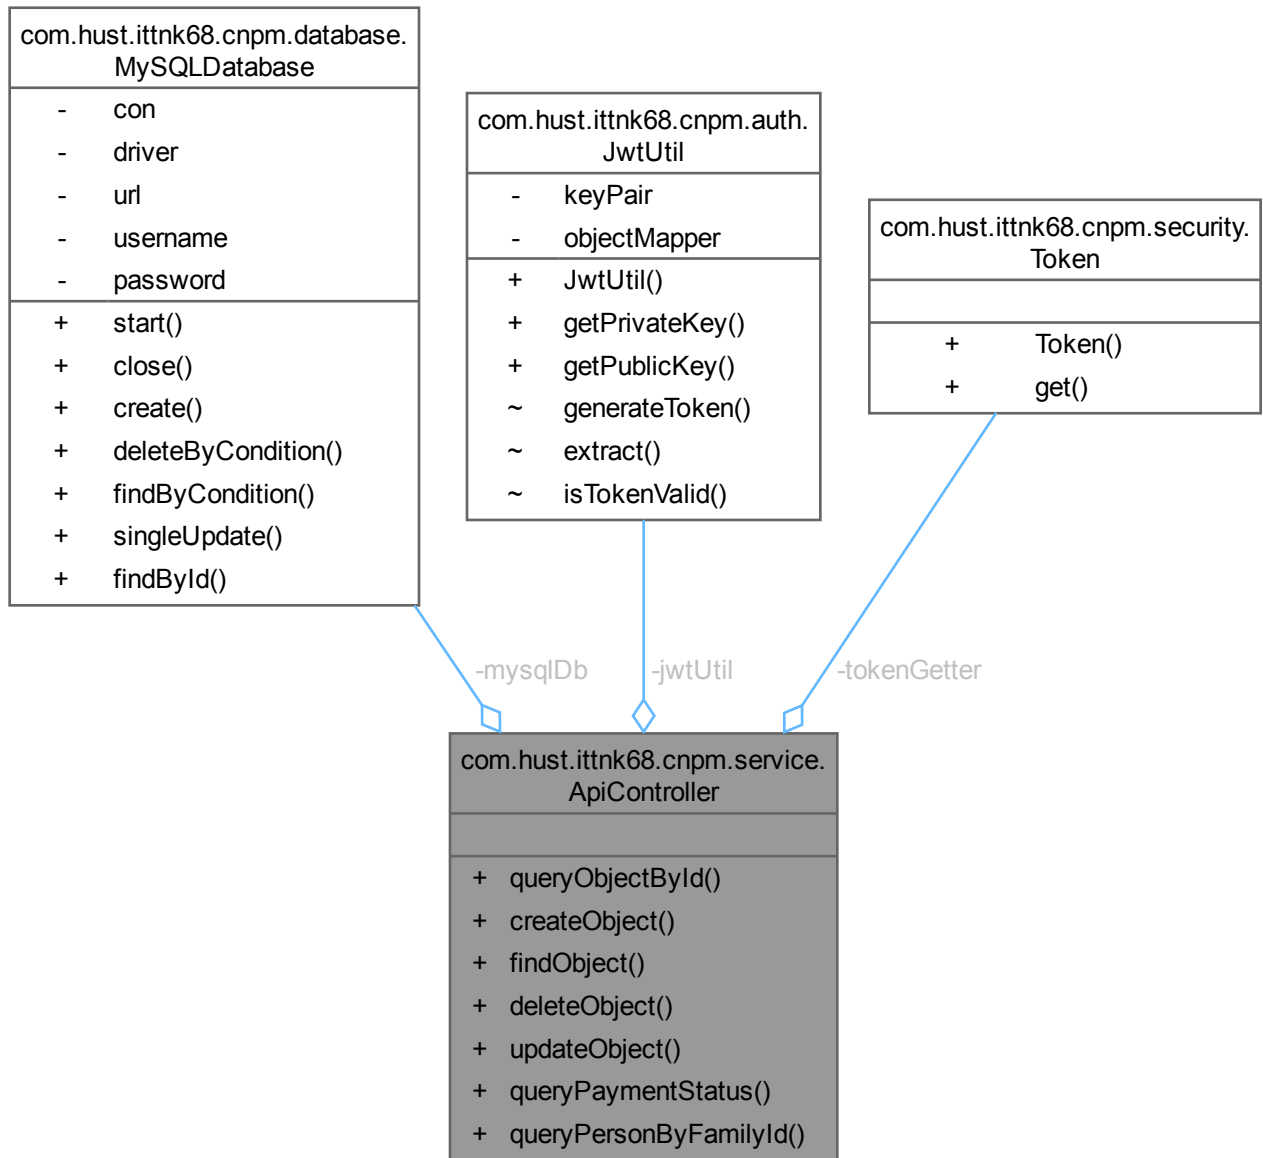 com.hust.ittnk68.cnpm.database.
MySQLDatabase
- con
- driver
- url
- username
- password
+ start()
+ close()
+ create()
+ deleteByCondition()
+ findByCondition()
+ singleUpdate()
+ findById()
com.hust.ittnk68.cnpm.auth.
JwtUtil
- keyPair
- objectMapper
+ JwtUtil()
+ getPrivateKey()
+ getPublicKey()
~ generateToken()
~ extract()
~ isTokenValid()
com.hust.ittnk68.cnpm.security.
Token
+ Token()
+ get()
-mysqlDb
-jwtUtil
-tokenGetter
com.hust.ittnk68.cnpm.service.
ApiController
+ queryObjectById()
+ createObject()
+ findObject()
+ deleteObject()
+ updateObject()
+ queryPaymentStatus()
+ queryPersonByFamilyId()